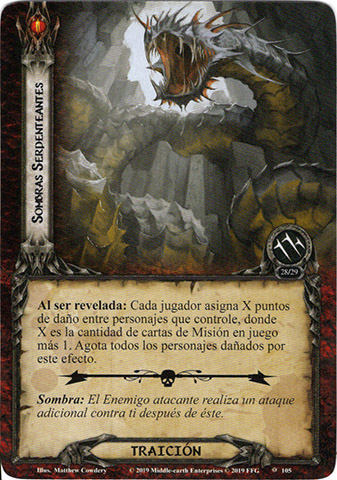 SOMBRAS SERPENTEANTES
28/29
Al ser revelada: Cada jugador asigna X puntos
de daño entre personajes que controle, donde
X es la cantidad de cartas de Misión en juego
más 1. Agota todos los personajes dañados por
este efecto.
Sombra: El Enemigo atacante realiza un ataque
adicional contra ti después de éste.
TRAICIÓN
Illus. Matthew Cowdery © 2019 Middle-earth Enterprises © 2019 FFG 105